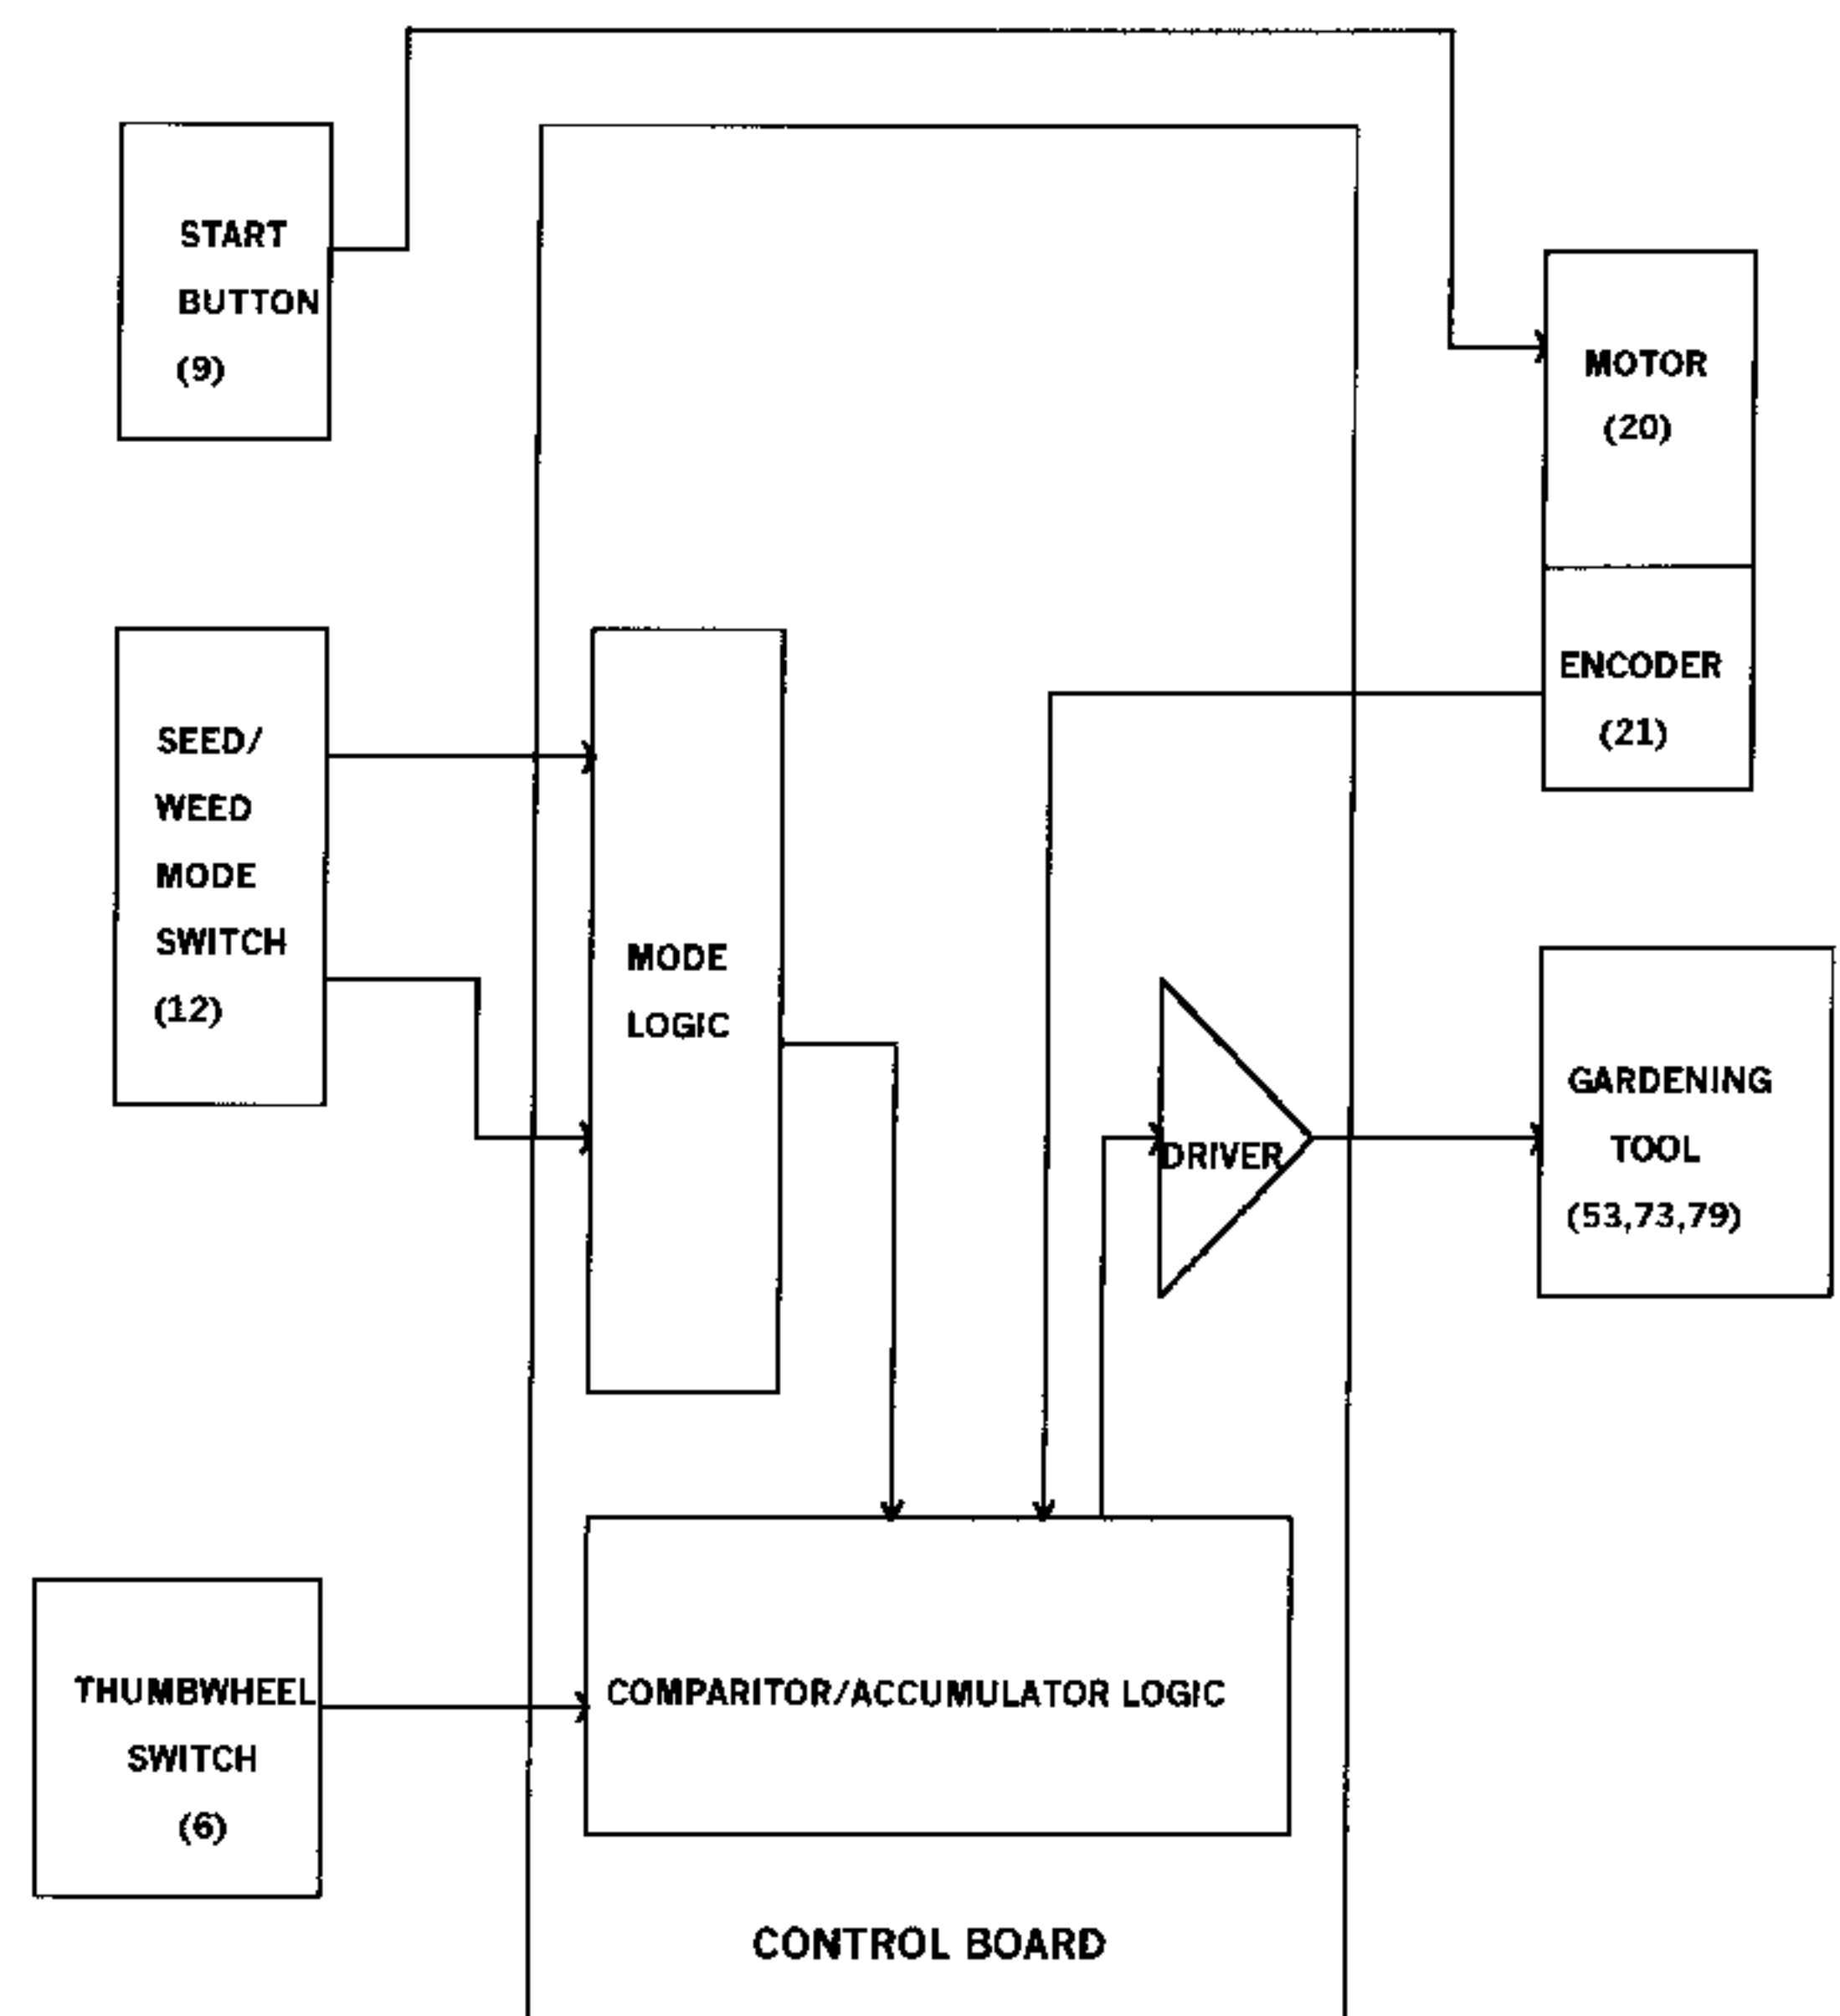 START
BUTTON
(9)
MOTOR
(20)
ENCODER
(21)
SEED/
WEED
MODE
SWITCH
(12)
MODE
LOGIC
DRIVER
GARDENING
TOOL
(53,73,79)
THUMBWHEEL
SWITCH
(6)
COMPARITOR/ACCUMULATOR LOGIC
CONTROL BOARD